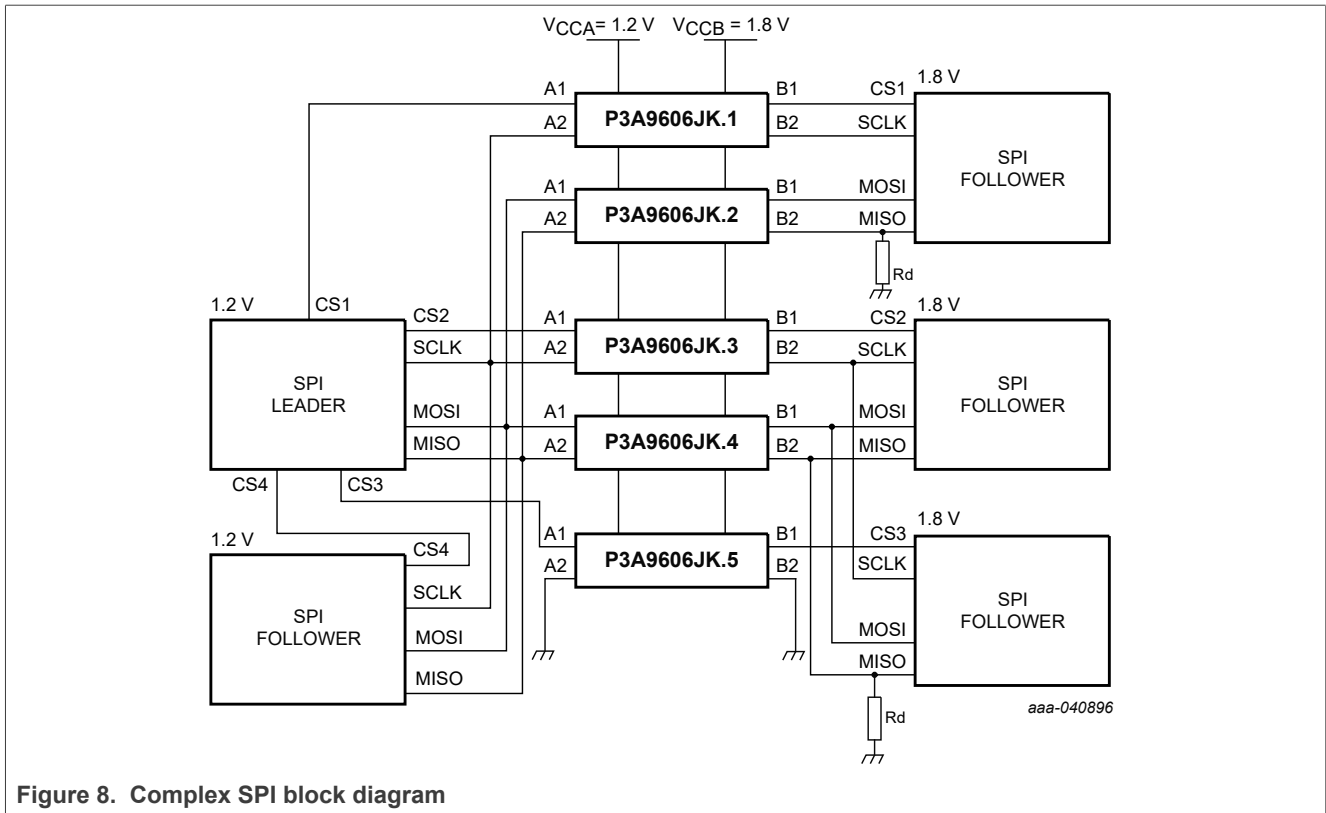 VCCA= 1.2 V VCCB = 1.8 V
A1 P3A9606JK.1 B1 CS1 1.8 V
A2 B2 SCLK
SPI
FOLLOWER
A1 P3A9606JK.2 B1 MOSI
A2 B2 MISO
Rd
1.2 V CS1
SPI
LEADER
CS2 A1 P3A9606JK.3 B1 CS2 1.8 V
SCLK A2 B2 SCLK
SPI
FOLLOWER
MOSI A1 P3A9606JK.4 B1 MOSI
MISO A2 B2 MISO
CS4 CS3
A1 P3A9606JK.5 B1 CS3 1.8 V
A2 B2 SCLK
SPI
FOLLOWER
MOSI
MISO
Rd
1.2 V
CS4
SCLK
SPI
FOLLOWER
MOSI
MISO
aaa-040896
Figure 8. Complex SPI block diagram